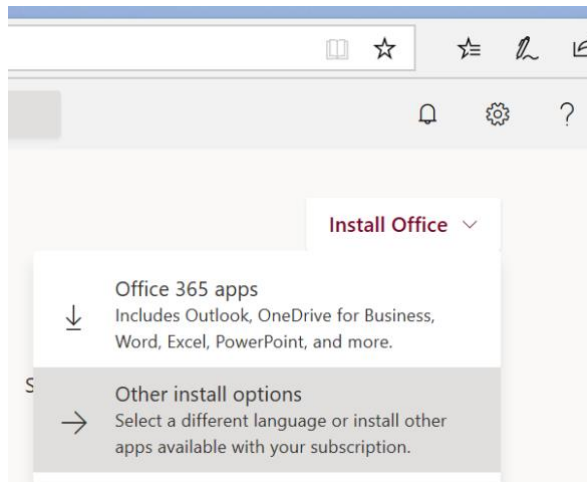 Install Office
Office 365 apps
Includes Outlook, OneDrive for Business,
Word, Excel, PowerPoint, and more.
S
Other install options
Select a different language or install other
apps available with your subscription.